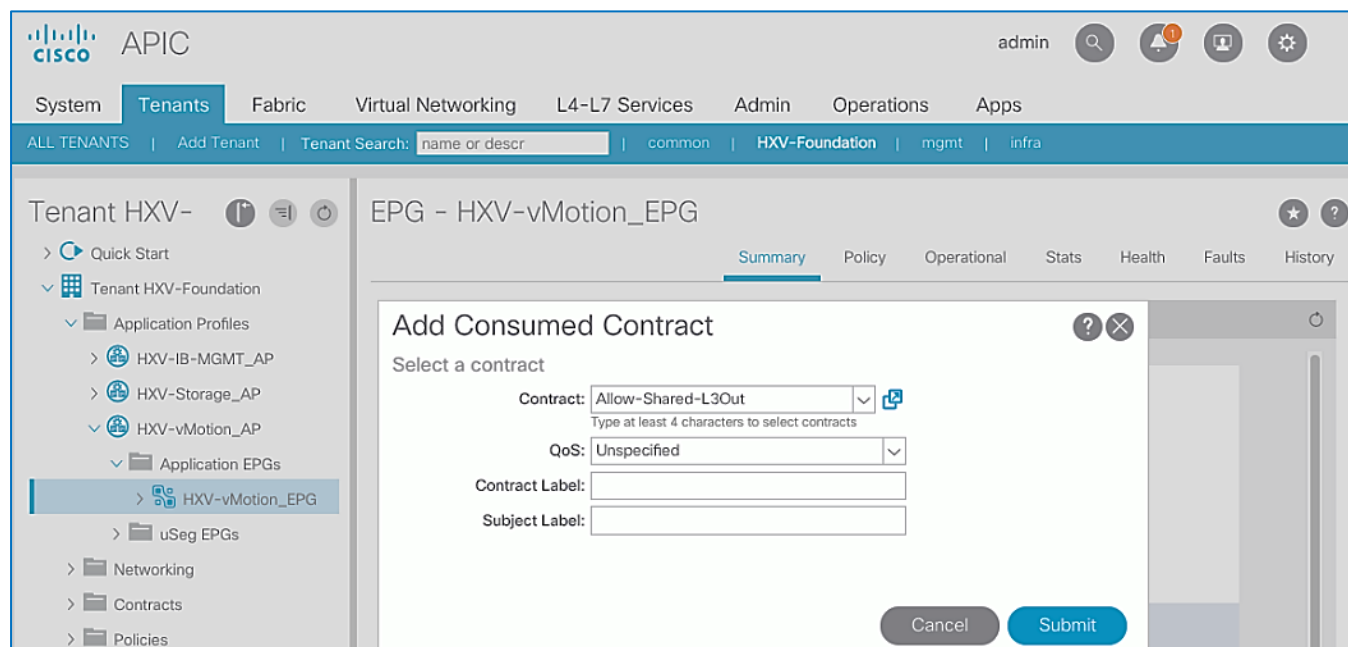 cisco APIC admin 1
System Tenants Fabric Virtual Networking L4-L7 Services Admin Operations Apps
ALL TENANTS | Add Tenant | Tenant Search: name or descr | common | HXV-Foundation | mgmt | infra
Tenant HXV-
Quick Start
Tenant HXV-Foundation
Application Profiles
HXV-IB-MGMT_AP
HXV-Storage_AP
HXV-vMotion_AP
Application EPGs
HXV-vMotion_EPG
uSeg EPGs
Networking
Contracts
Policies
EPG - HXV-vMotion_EPG
Summary Policy Operational Stats Health Faults History
Add Consumed Contract
Select a contract
Contract: Allow-Shared-L3Out
Type at least 4 characters to select contracts
QoS: Unspecified
Contract Label:
Subject Label:
Cancel Submit